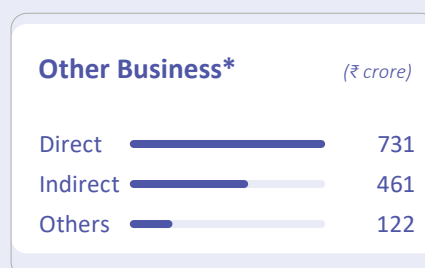 Other Business* (₹ crore)
Direct 731
Indirect 461
Others 122